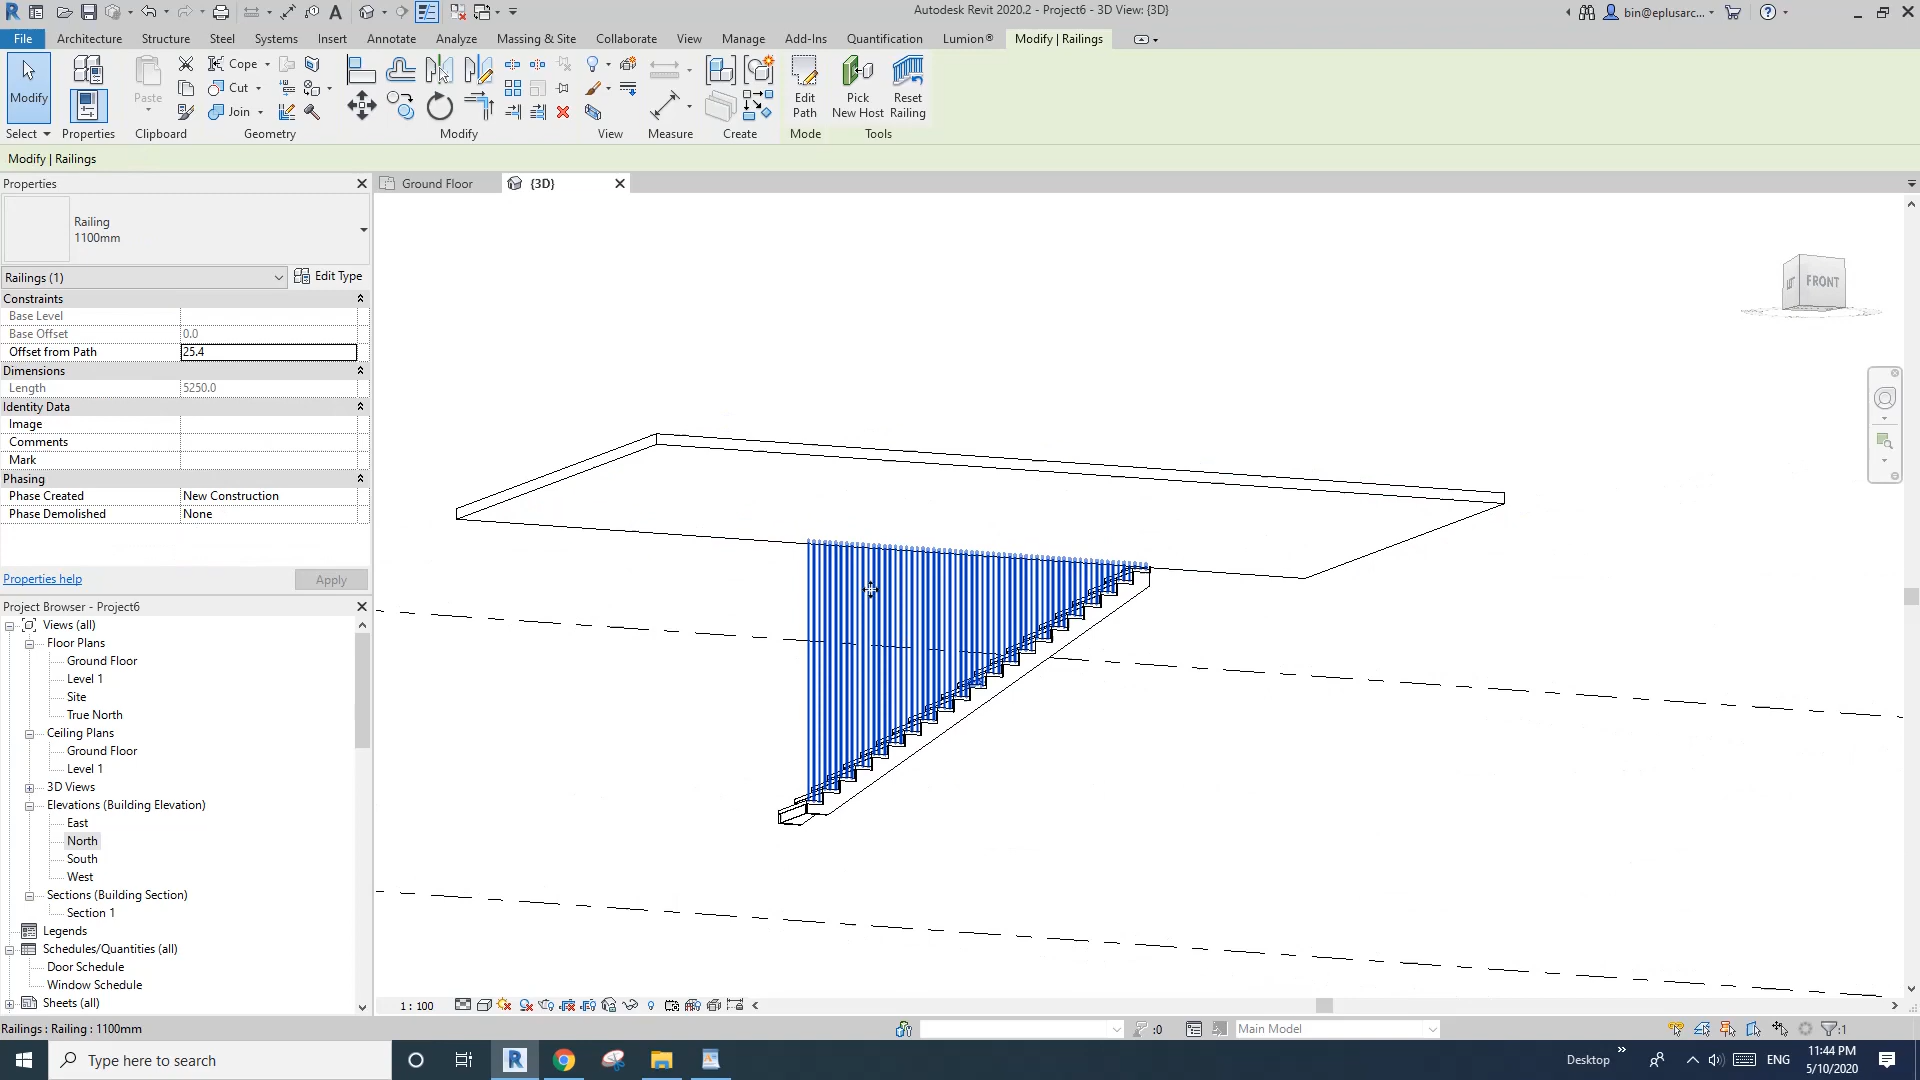 Autodesk Revit 2020.2 - Project6 - 3D View: {3D}
bin@eplusarc...
File Architecture Structure Steel Systems Insert Annotate Analyze Massing & Site Collaborate View Manage Add-Ins Quantification Lumion® Modify | Railings
Modify
Paste
Cope
Cut
Join
Edit
Path
Pick
New Host
Reset
Railing
Select Properties Clipboard Geometry Modify View Measure Create Mode Tools
Modify | Railings
Properties
Ground Floor
{3D}
Railing
1100mm
Railings (1)
Edit Type
Constraints
Base Level
Base Offset 0.0
Offset from Path 25.4
Dimensions
Length 5250.0
Identity Data
Image
Comments
Mark
Phasing
Phase Created New Construction
Phase Demolished None
Properties help
Apply
FRONT
Project Browser - Project6
Views (all)
Floor Plans
Ground Floor
Level 1
Site
True North
Ceiling Plans
Ground Floor
Level 1
3D Views
Elevations (Building Elevation)
East
North
South
West
Sections (Building Section)
Section 1
Legends
Schedules/Quantities (all)
Door Schedule
Window Schedule
Sheets (all)
1 : 100
Railings : Railing : 1100mm
:0
Main Model
:1
Type here to search
Desktop
ENG
11:44 PM
5/10/2020